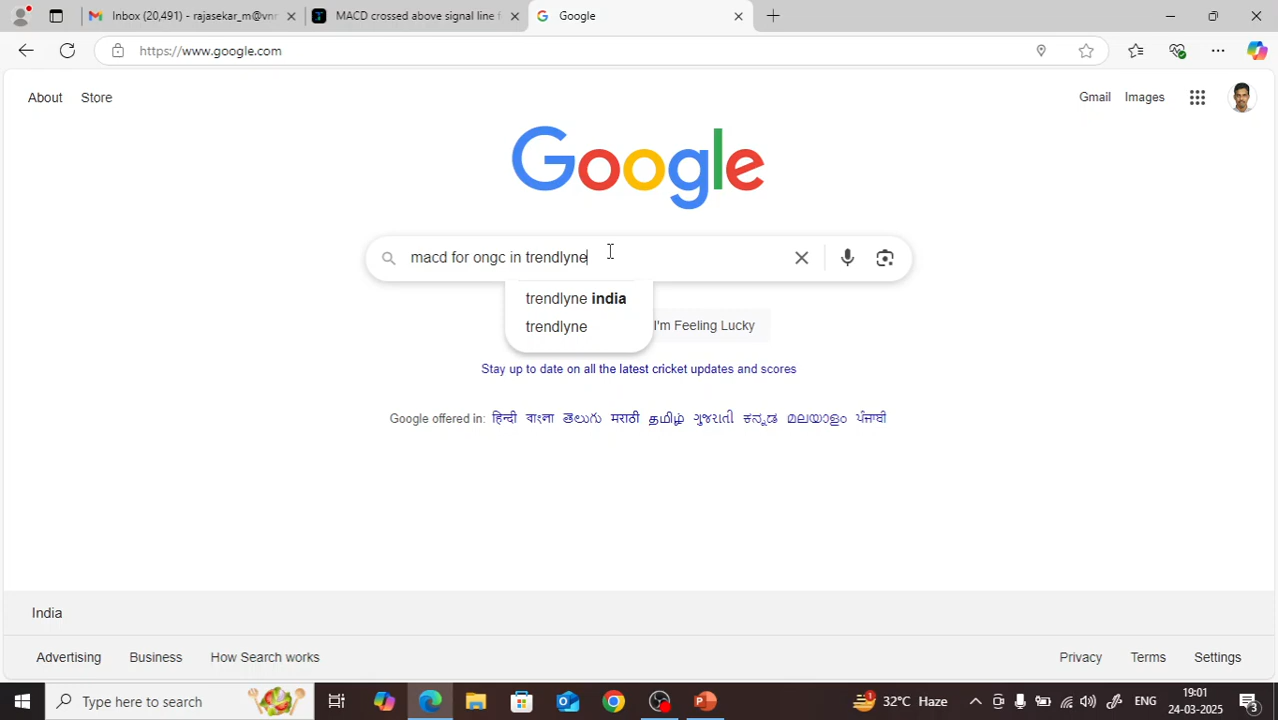 Inbox (20,491) - rajasekar_m@vnr
MACD crossed above signal line f
Google
https://www.google.com
About
Store
Gmail
Images
Google
macd for ongc in trendlyne
trendlyne india
trendlyne
I'm Feeling Lucky
Stay up to date on all the latest cricket updates and scores
Google offered in: हिन्दी বাংলা తెలుగు मराठी தமிழ் ગુજરાતી ಕನ್ನಡ മലയാളം ਪੰਜਾਬੀ
India
Advertising
Business
How Search works
Privacy
Terms
Settings
Type here to search
1
32°C Haze
ENG
19:01
24-03-2025
3